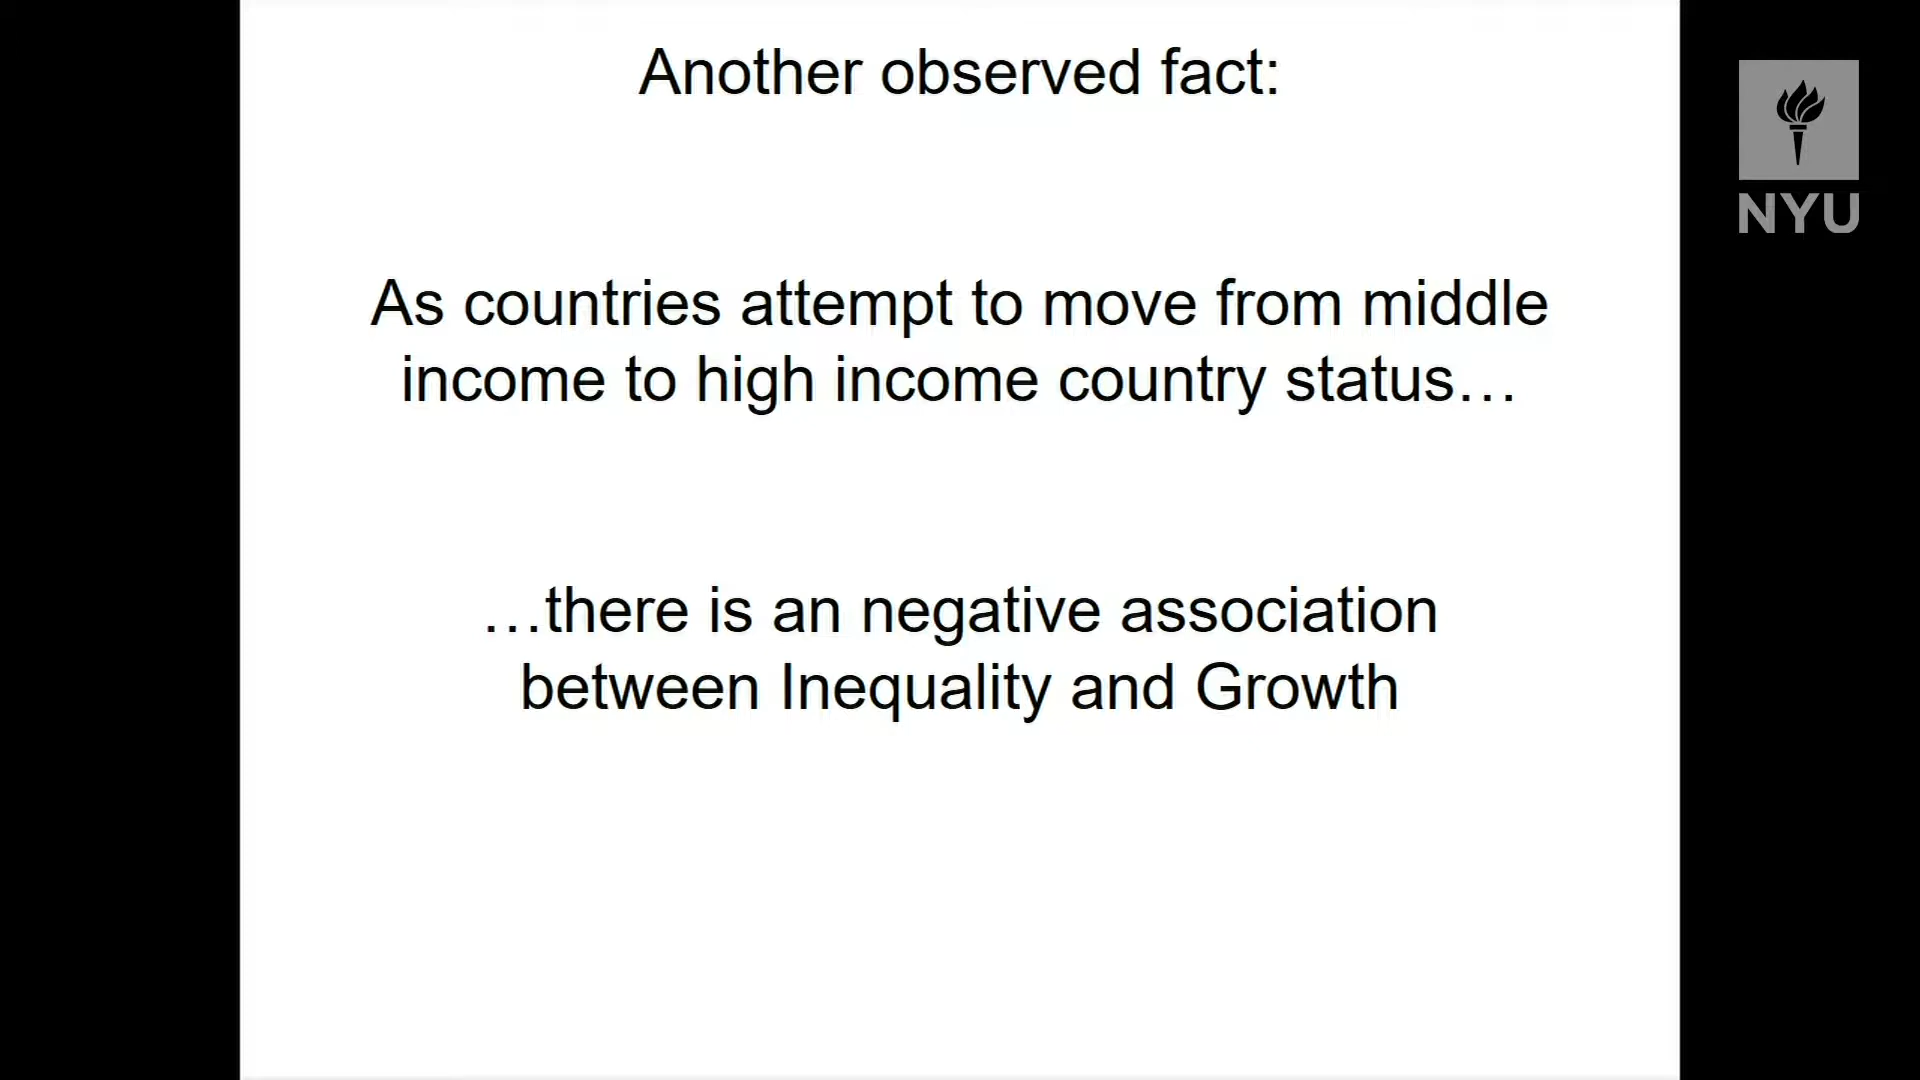 Another observed fact:
As countries attempt to move from middle
income to high income country status…
…there is an negative association
between Inequality and Growth
NYU